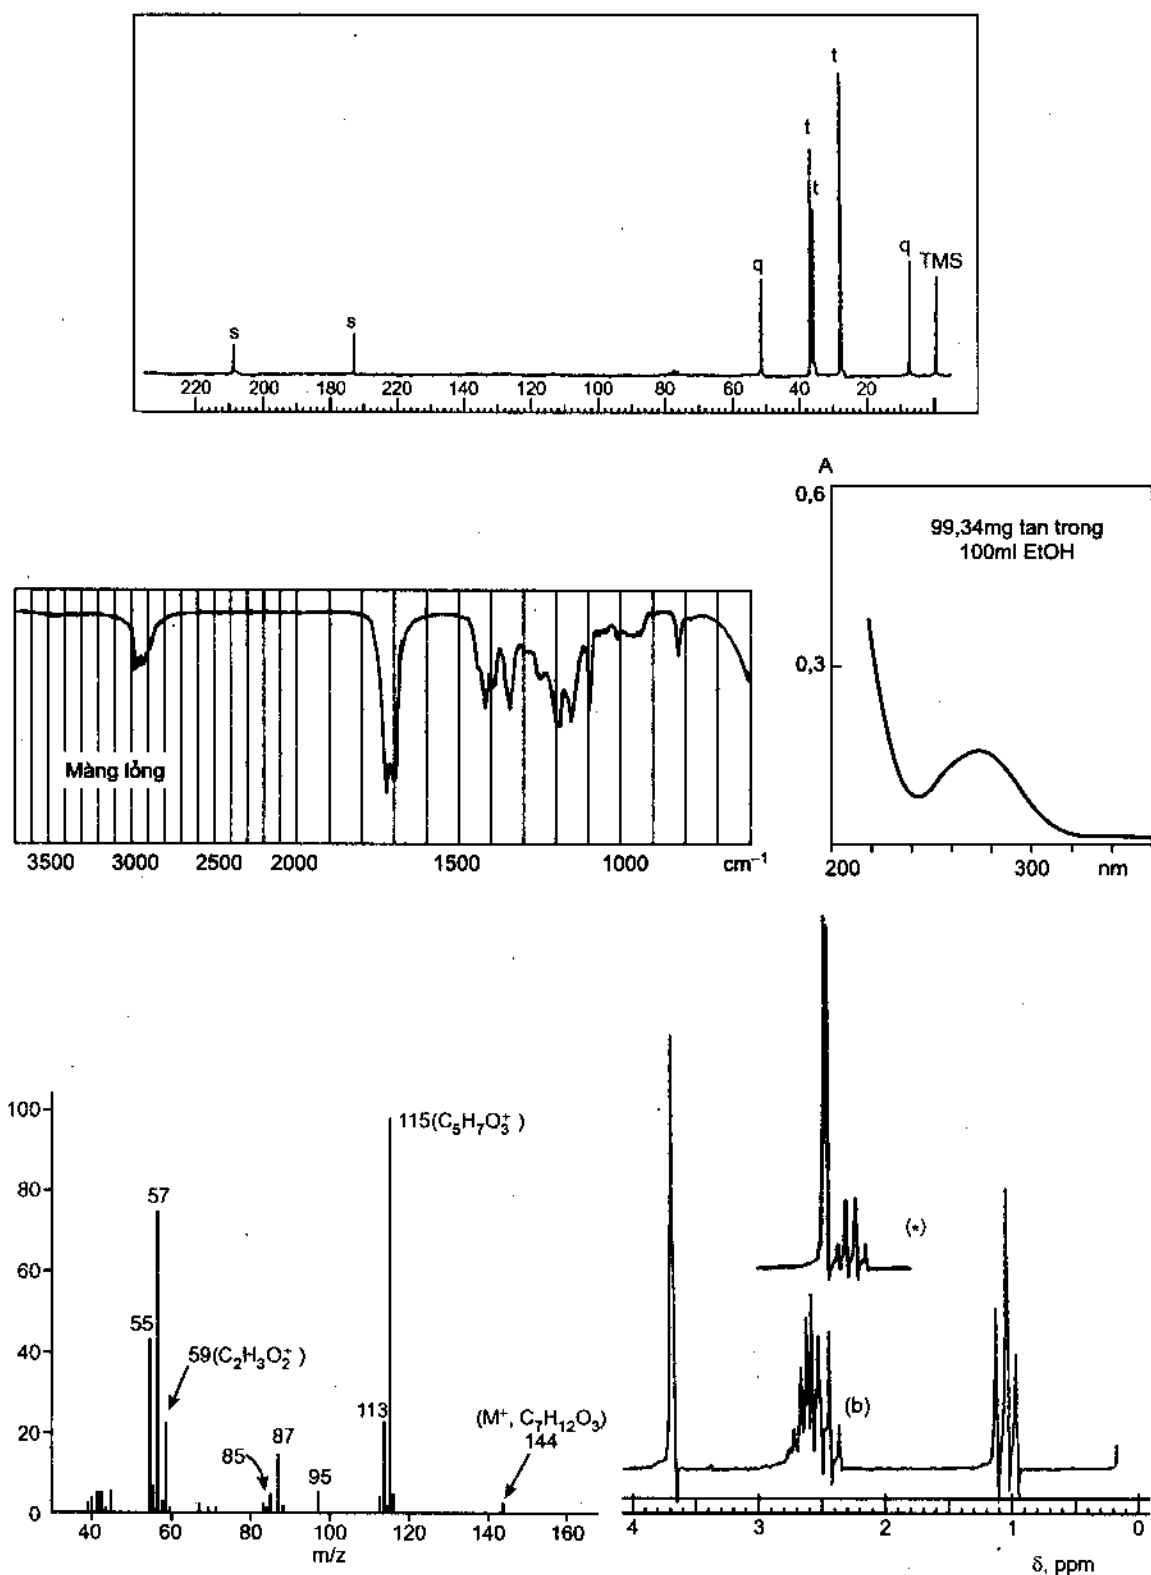 t
t
t
q
q
TMS
s
s
220 200 180 220 140 120 100 80 60 40 20
A
0,6
99,34mg tan trong
100ml EtOH
0,3
200 300 nm
Màng lỏng
3500 3000 2500 2000 1500 1000 cm⁻¹
100
80
60
40
20
0
57
55
59(C₂H₃O₂⁺)
85
87
95
113
115(C₅H₇O₃⁺)
(M⁺, C₇H₁₂O₃)
144
40 60 80 100 120 140 160
m/z
(*)
(b)
4 3 2 1 0
δ, ppm